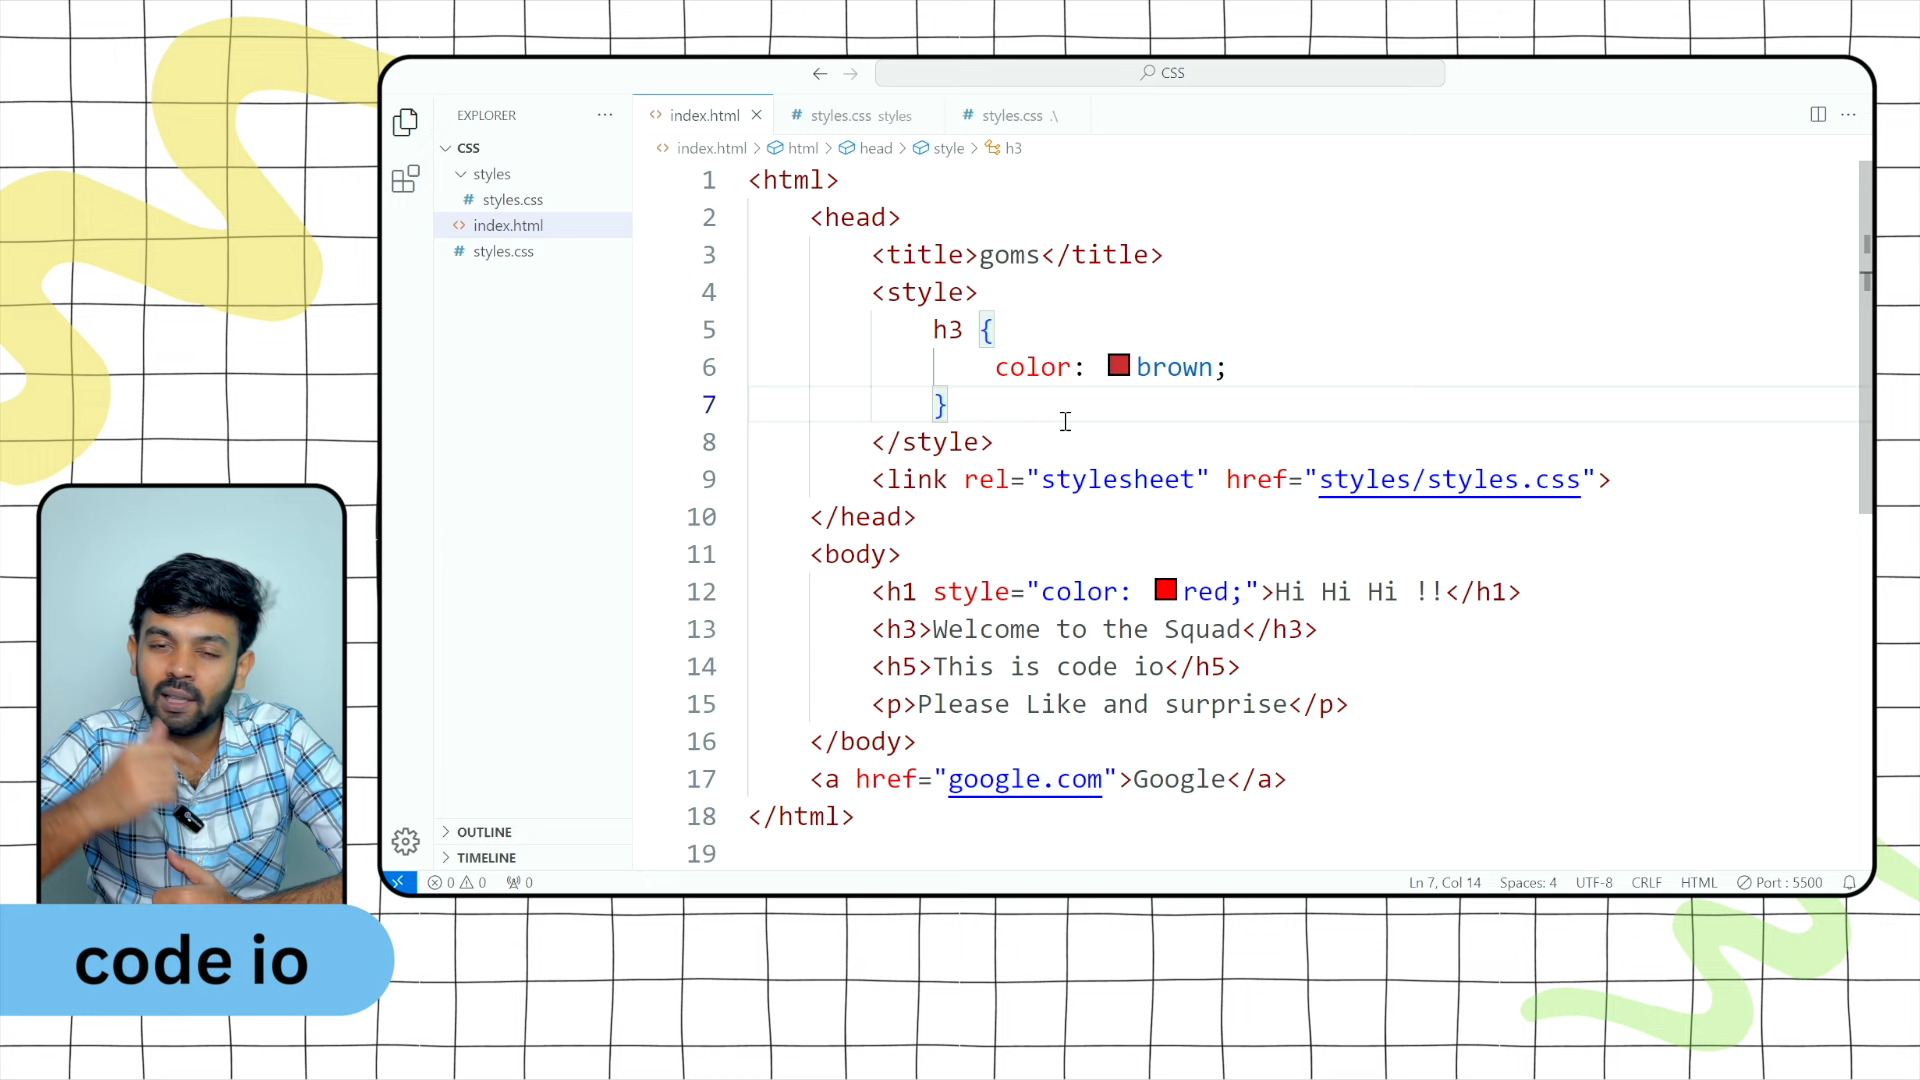 CSS
EXPLORER
index.html
styles.css styles
styles.css .\
CSS
index.html > html > head > style > h3
styles
styles.css
index.html
styles.css
1 <html>
2 <head>
3 <title>goms</title>
4 <style>
5 h3 {
6 color: brown;
7 }
8 </style>
9 <link rel="stylesheet" href="styles/styles.css">
10 </head>
11 <body>
12 <h1 style="color: red;">Hi Hi Hi !!</h1>
13 <h3>Welcome to the Squad</h3>
14 <h5>This is code io</h5>
15 <p>Please Like and surprise</p>
16 </body>
17 <a href="google.com">Google</a>
18 </html>
19
OUTLINE
TIMELINE
0 0 0
Ln 7, Col 14 Spaces: 4 UTF-8 CRLF HTML Port : 5500
code io